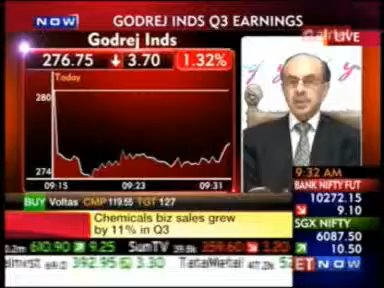 NOW
GODREJ INDS Q3 EARNINGS
Godrej Inds
LIVE
276.75 3.70 1.32%
Today
280
274
09:15 09:23 09:31
9:32 AM
BANK NIFTY FUT
10272.15
9.10
BUY Voltas CMP 119.55 TGT 127
SGX NIFTY
6087.50
10.50
Chemicals biz sales grew
by 11% in Q3
610.90 9.25 SunTV 39.8k 359.60 3.20
392.95 3.30
ET NOW